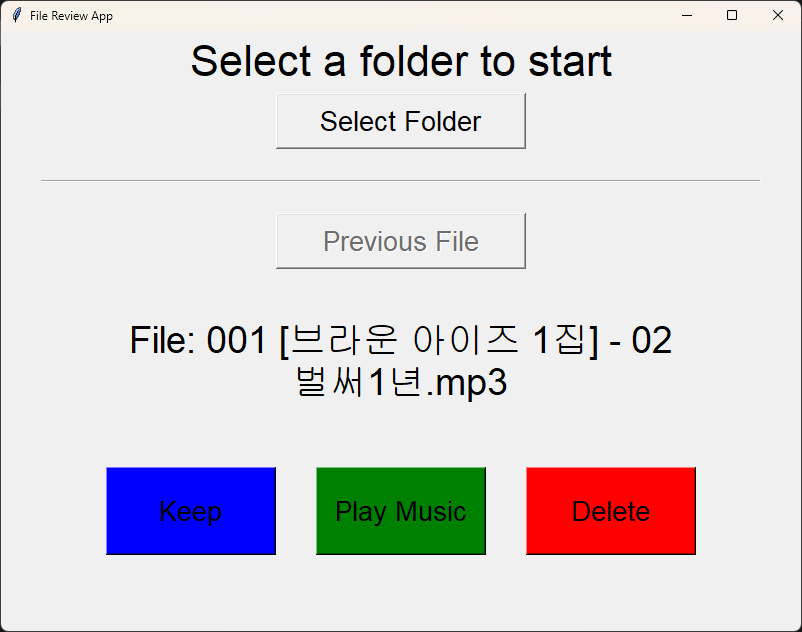 File Review App
Select a folder to start
Select Folder
Previous File
File: 001 [브라운 아이즈 1집] - 02
벌써1년.mp3
Keep
Play Music
Delete